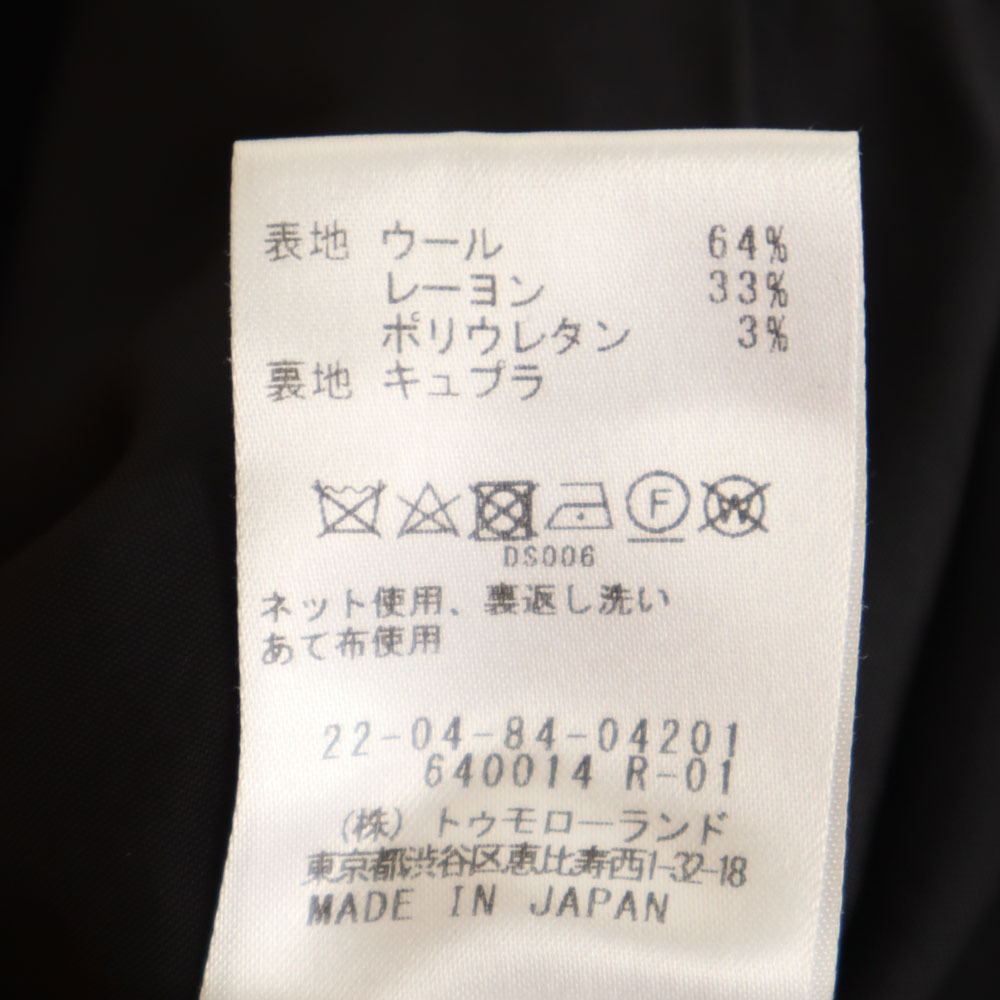 表地 ウール 64%
レーヨン 33%
ポリウレタン 3%
裏地 キュプラ
F W
DS006
ネット使用、裏返し洗い
あて布使用
22-04-84-04201
640014 R-01
(株) トゥモローランド
東京都渋谷区恵比寿西1-32-18
MADE IN JAPAN